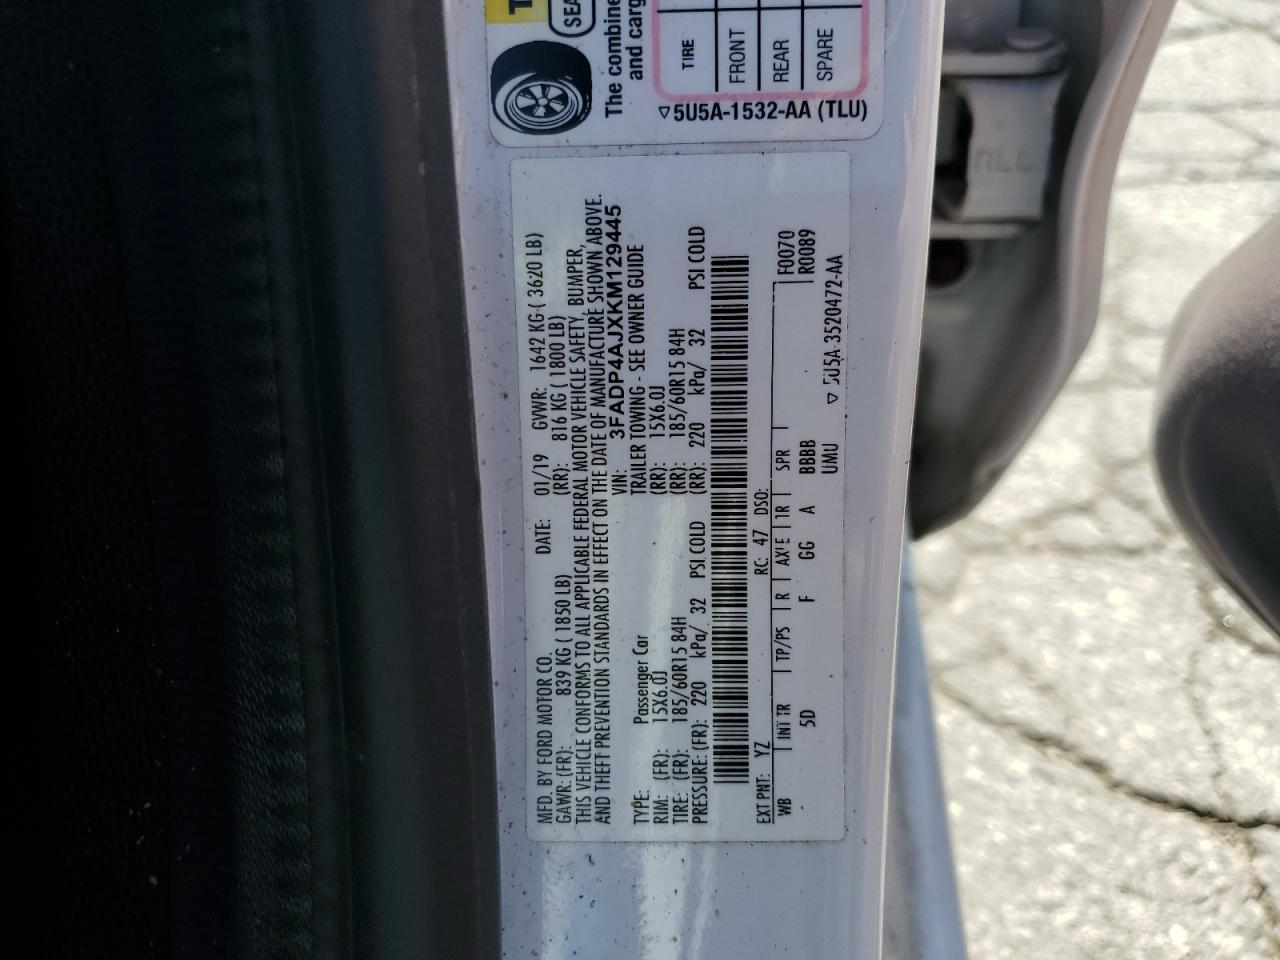 T
SEA
The combine
and carg
TIRE
FRONT
REAR
SPARE
5U5A-1532-AA (TLU)
MFD. BY FORD MOTOR CO. DATE: 01/19 GVWR: 1642 KG ( 3620 LB)
GAWR: (FR): 839 KG ( 1850 LB) (RR): 816 KG ( 1800 LB)
THIS VEHICLE CONFORMS TO ALL APPLICABLE FEDERAL MOTOR VEHICLE SAFETY, BUMPER,
AND THEFT PREVENTION STANDARDS IN EFFECT ON THE DATE OF MANUFACTURE SHOWN ABOVE.
VIN: 3FADP4AJXKM129445
TYPE: Passenger Car TRAILER TOWING - SEE OWNER GUIDE
RIM: (FR): 15X6.0J (RR): 15X6.0J
TIRE: (FR): 185/60R15 84H (RR): 185/60R15 84H
PRESSURE: (FR): 220 kPa/ 32 PSI COLD (RR): 220 kPa/ 32 PSI COLD
EXT PNT: YZ RC: 47 DSO: F0070
WB INT TR TP/PS R AXLE TR SPR R0089
5D F GG A BBBB
UMU
5U5A-3520472-AA